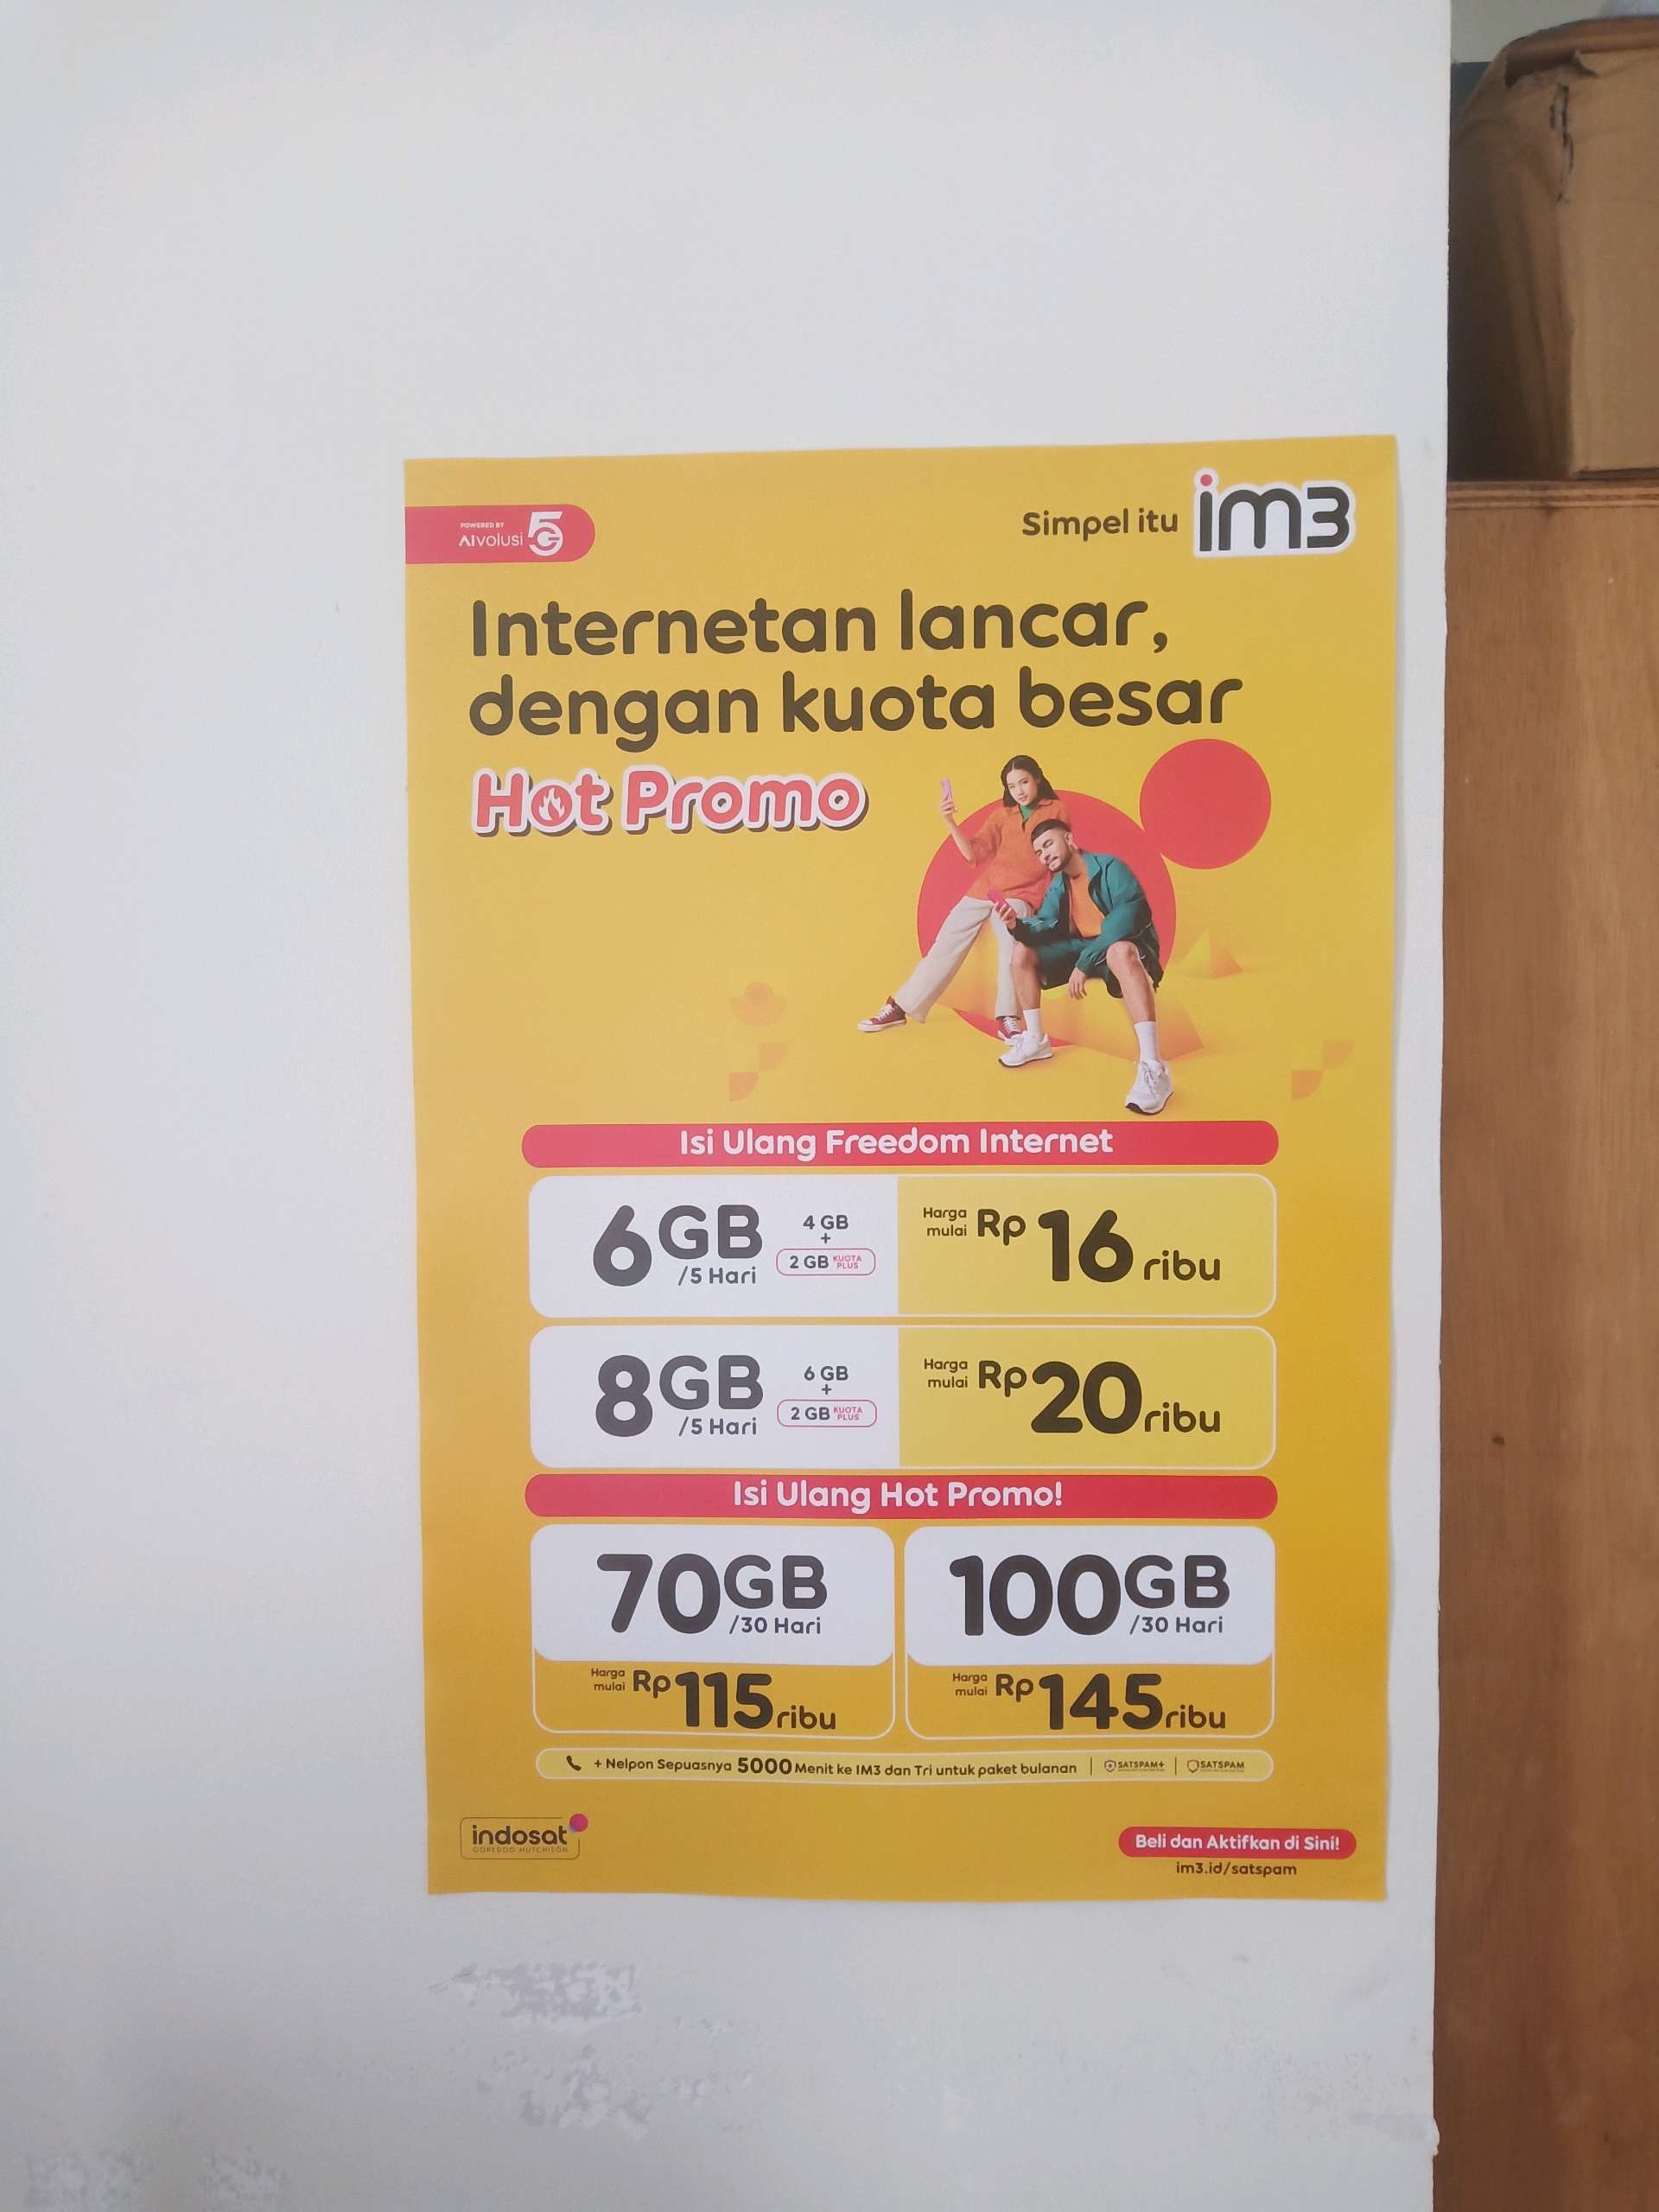 POWERED BY
AIvolusi 5G
Simpel itu im3
Internetan lancar,
dengan kuota besar
Hot Promo
Isi Ulang Freedom Internet
6GB
/5 Hari
4 GB
+
2 GB KUOTA PLUS
Harga mulai Rp 16 ribu
8GB
/5 Hari
6 GB
+
2 GB KUOTA PLUS
Harga mulai Rp 20 ribu
Isi Ulang Hot Promo!
70GB
/30 Hari
Harga mulai Rp 115 ribu
100GB
/30 Hari
Harga mulai Rp 145 ribu
+ Nelpon Sepuasnya 5000 Menit ke IM3 dan Tri untuk paket bulanan | SATSPAM+ | SATSPAM
indosat
OOREDOO HUTCHISON
Beli dan Aktifkan di Sini!
im3.id/satspam